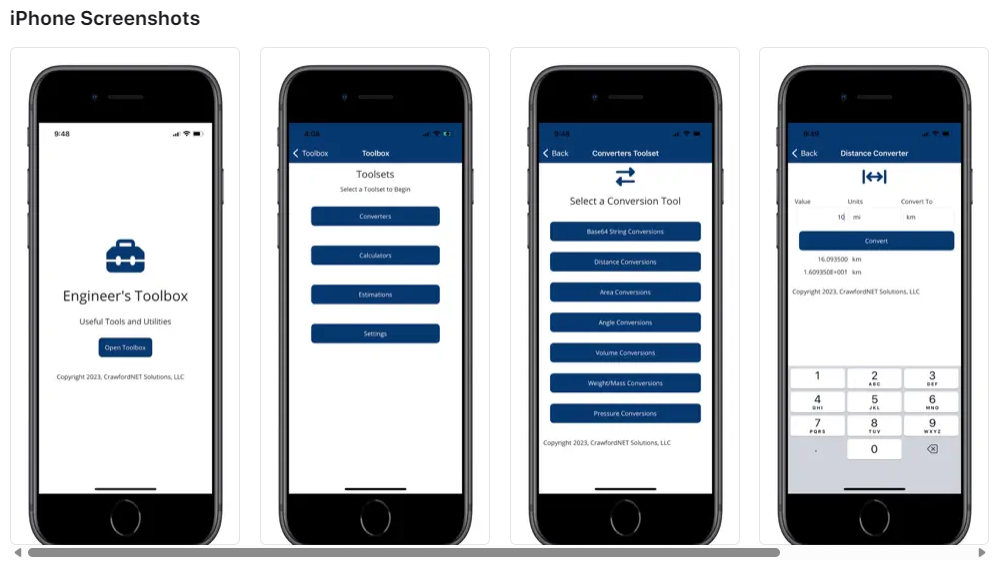 iPhone Screenshots
9:48
Engineer's Toolbox
Useful Tools and Utilities
Open Toolbox
Copyright 2023, CrawfordNET Solutions, LLC
Toolbox
Toolbox
Toolsets
Select a Toolset to Begin
Converters
Calculators
Estimations
Settings
9:48
Back
Converters Toolset
Select a Conversion Tool
Base64 String Conversions
Distance Conversions
Area Conversions
Angle Conversions
Volume Conversions
Weight/Mass Conversions
Pressure Conversions
Copyright 2023, CrawfordNET Solutions, LLC
9:48
Back
Distance Converter
Value Units Convert To
10 mi km
Convert
16.093500 km
1.609350E+001 km
Copyright 2023, CrawfordNET Solutions, LLC
1 2 3
ABC DEF
4 5 6
GHI JKL MNO
7 8 9
PQRS TUV WXYZ
. 0